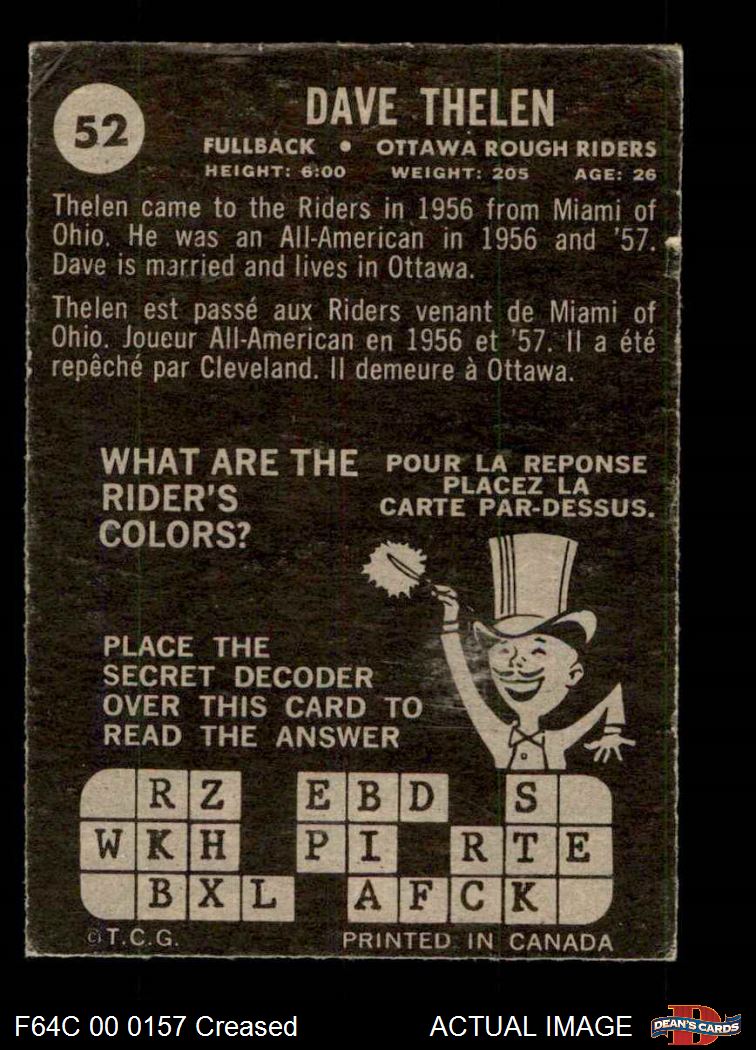 52
DAVE THELEN
FULLBACK • OTTAWA ROUGH RIDERS
HEIGHT: 6:00 WEIGHT: 205 AGE: 26
Thelen came to the Riders in 1956 from Miami of
Ohio. He was an All-American in 1956 and '57.
Dave is married and lives in Ottawa.
Thelen est passé aux Riders venant de Miami of
Ohio. Joueur All-American en 1956 et '57. Il a été
repêché par Cleveland. Il demeure à Ottawa.
WHAT ARE THE
RIDER'S
COLORS?
POUR LA REPONSE
PLACEZ LA
CARTE PAR-DESSUS.
PLACE THE
SECRET DECODER
OVER THIS CARD TO
READ THE ANSWER
R Z E B D S
W K H P I R T E
B X L A F C K
©T.C.G. PRINTED IN CANADA
F64C 00 0157 Creased ACTUAL IMAGE
D
DEAN'S CARDS